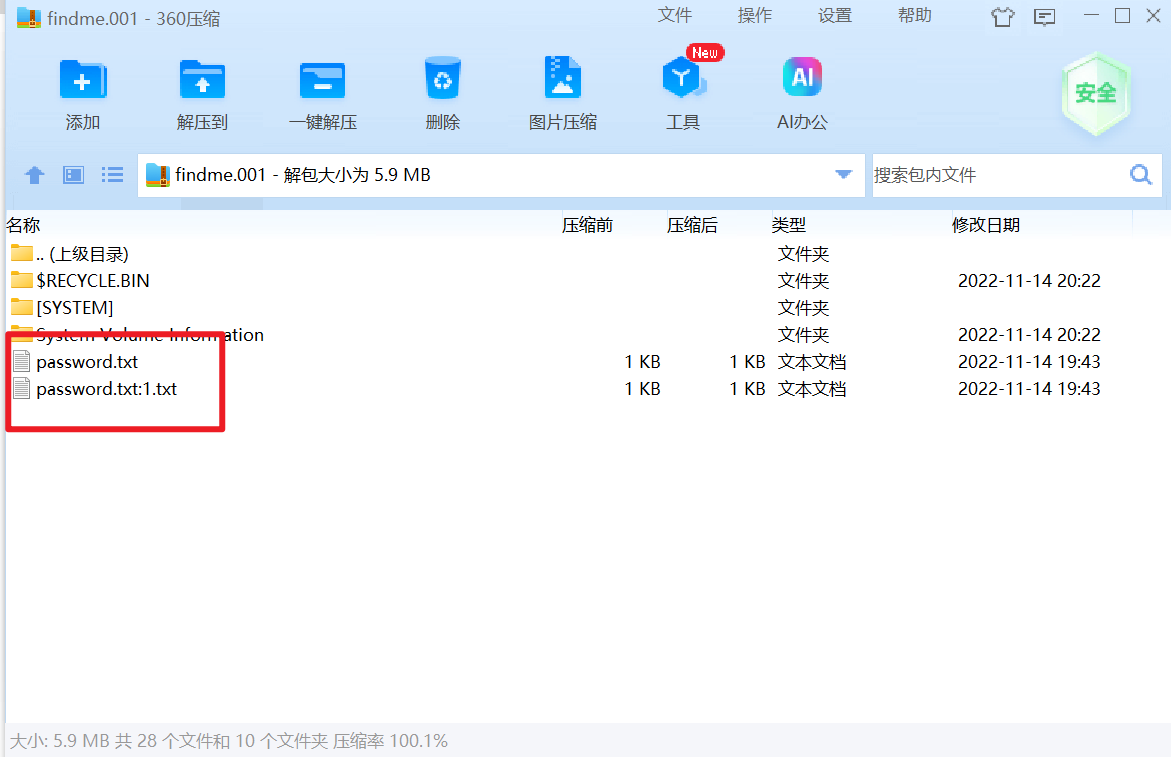 findme.001 - 360压缩 文件 操作 设置 帮助
New
AI
添加 解压到 一键解压 删除 图片压缩 工具 AI办公
安全
findme.001 - 解包大小为 5.9 MB 搜索包内文件
名称 压缩前 压缩后 类型 修改日期
.. (上级目录) 文件夹
$RECYCLE.BIN 文件夹 2022-11-14 20:22
[SYSTEM] 文件夹
System Volume Information 文件夹 2022-11-14 20:22
password.txt 1 KB 1 KB 文本文档 2022-11-14 19:43
password.txt:1.txt 1 KB 1 KB 文本文档 2022-11-14 19:43
大小: 5.9 MB 共 28 个文件和 10 个文件夹 压缩率 100.1%